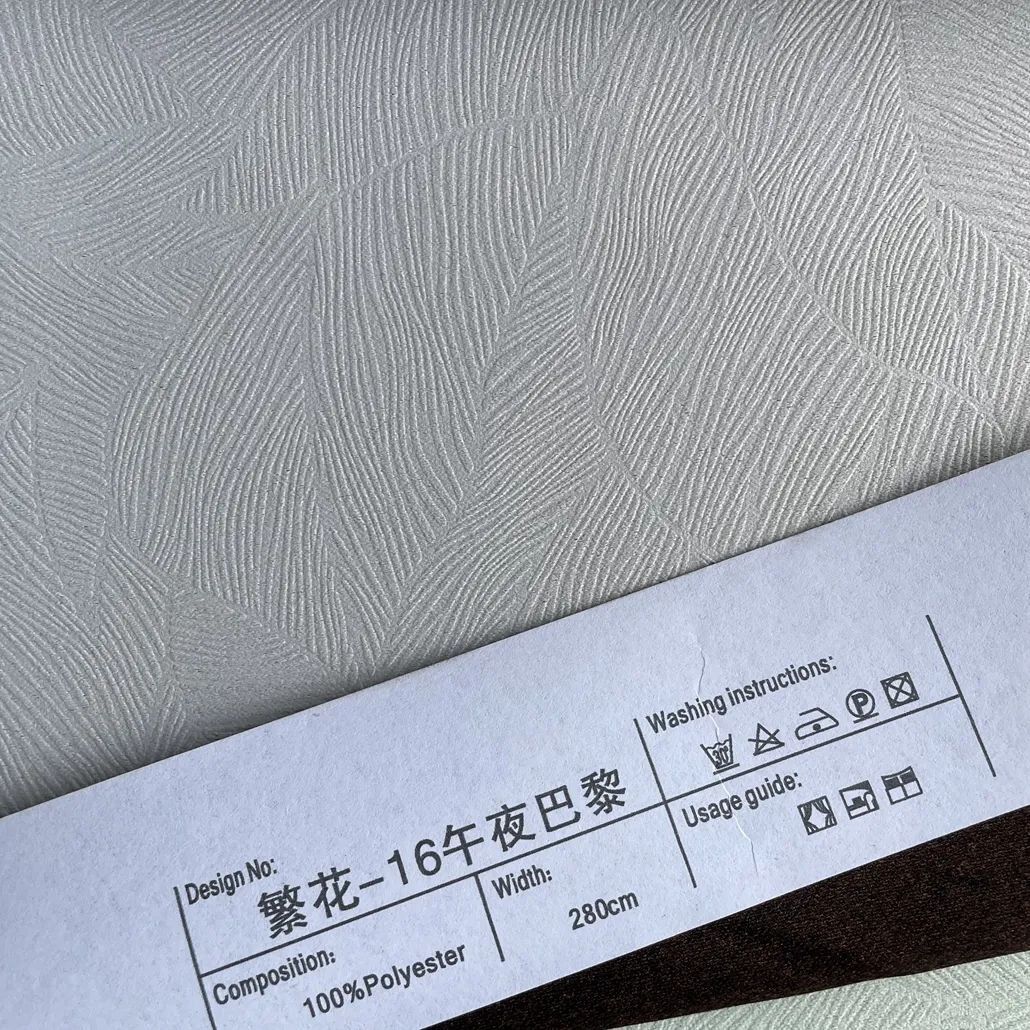 Design No:
繁花-16午夜巴黎
Composition:
100%Polyester
Width:
280cm
Washing instructions:
30°
P
Usage guide: